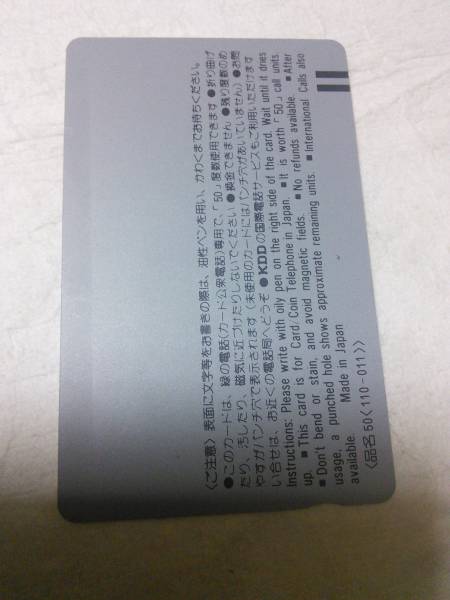 〈ご注意〉表面に文字等をお書きの際は、油性ペンを用い、かわくまでお待ちください。
●このカードは、緑の電話(カード公衆電話)専用で、「50」度数使用できます ●折り曲げ
たり、汚したり、磁気に近づけたりしないでください ●換金できません ●残り度数のめ
やすがパンチ穴で表示されます(未使用のカードにはパンチ穴があいていません) ●お問
い合せは、お近くの電話局へどうぞ ●KDDの国際電話サービスもご利用いただけます
Instructions: Please write with oily pen on the right side of the card. Wait until it dries
up. ■This card is for Card/Coin Telephone in Japan. ■It is worth「50」call units.
■Don't bend or stain, and avoid magnetic fields. ■No refunds available. ■After
usage, a punched hole shows approximate remaining units. ■International Calls also
available. Made in Japan
〈品名 50〈110-011〉〉